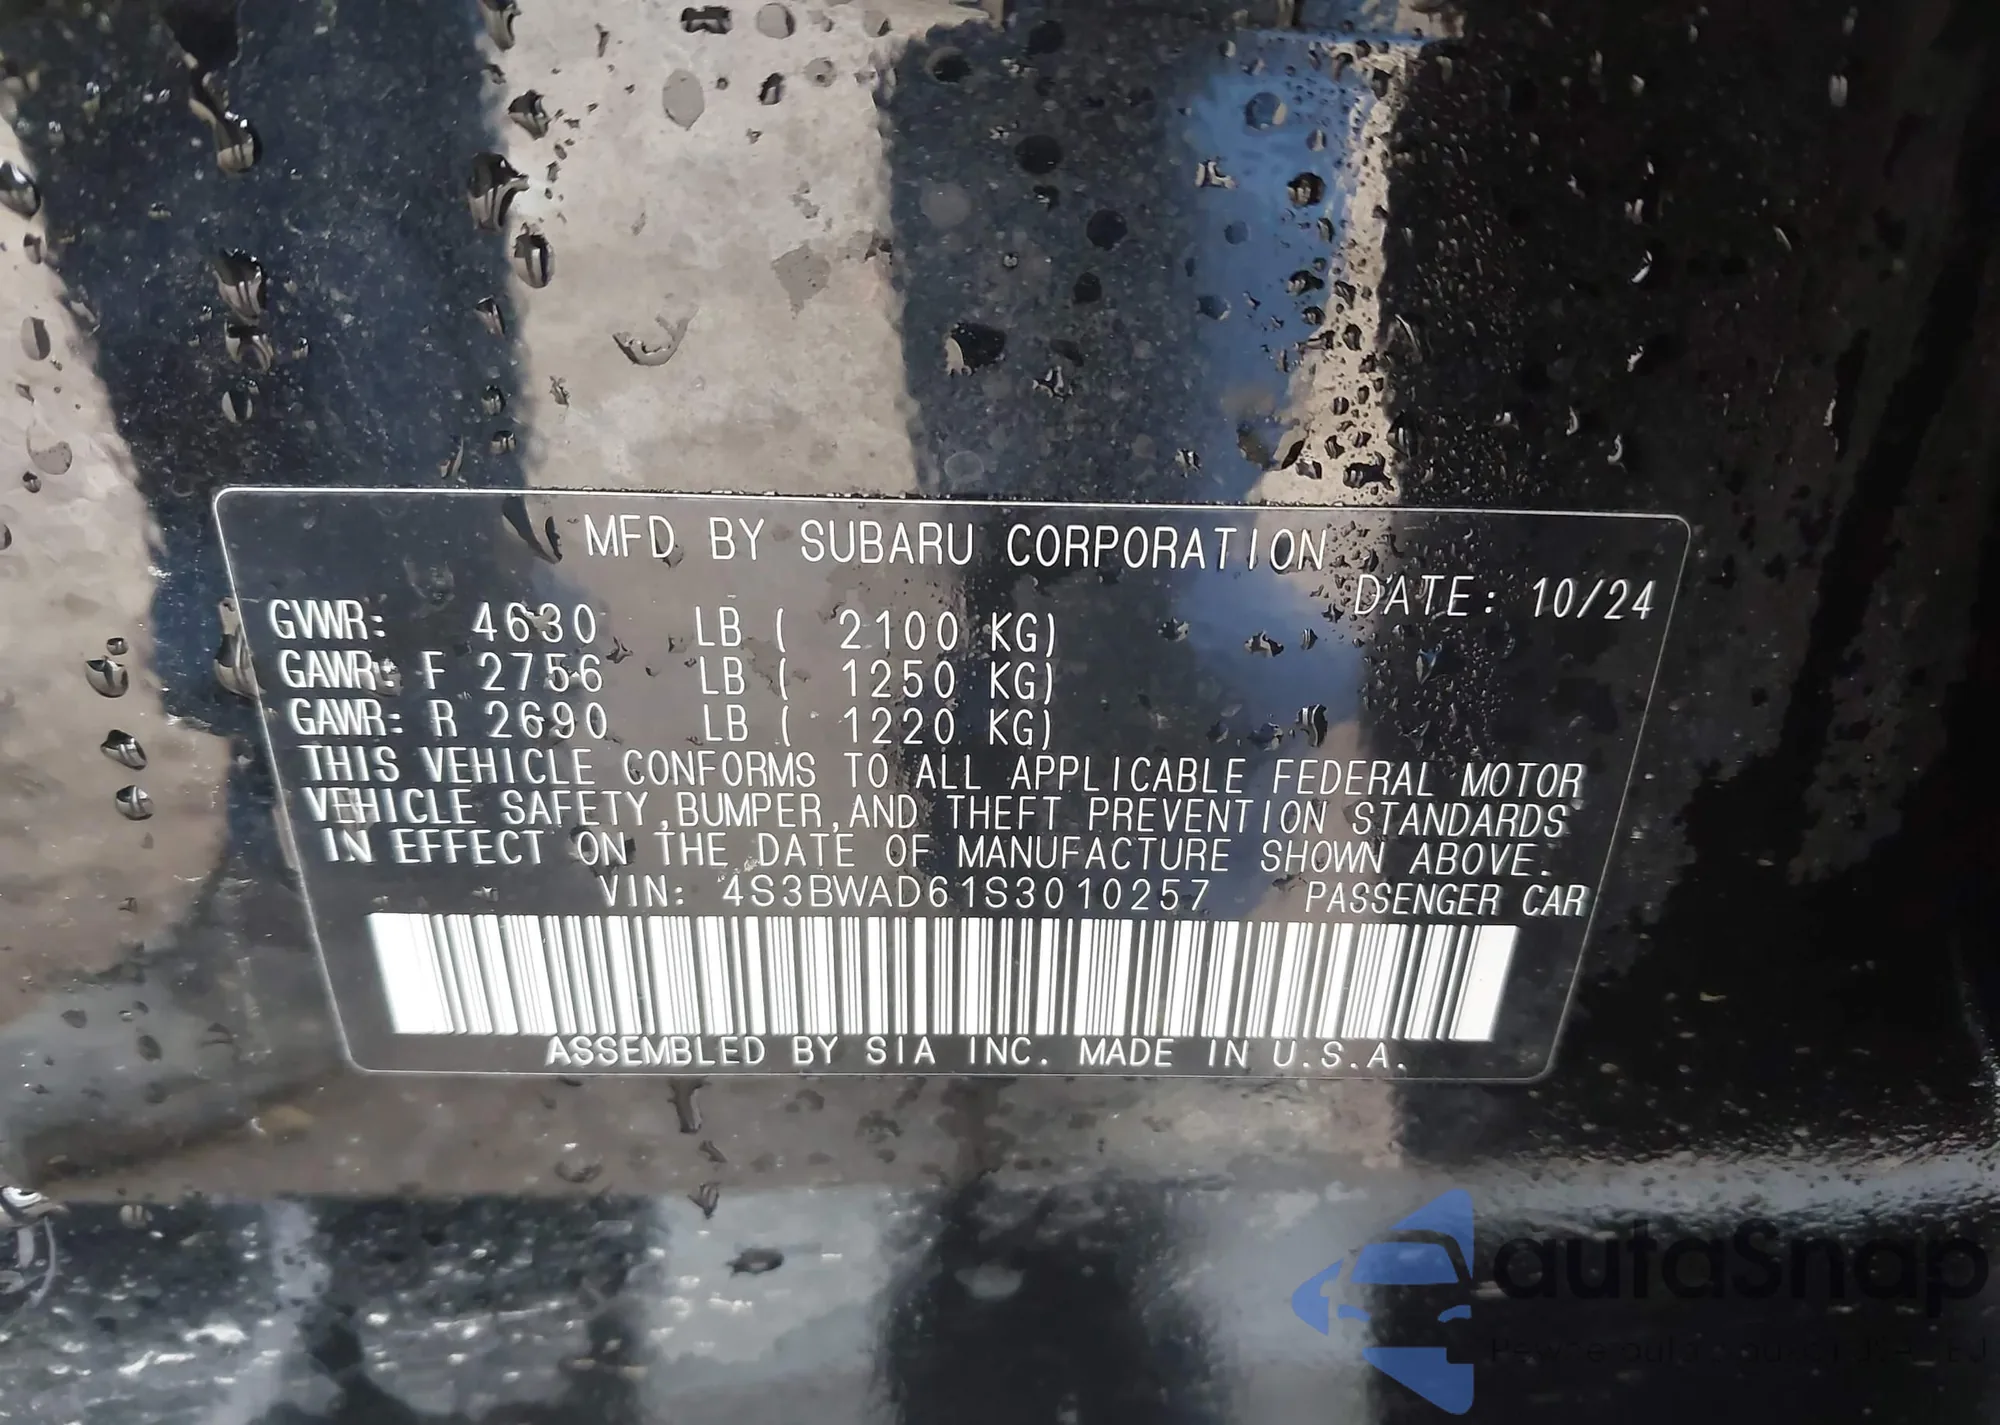 MFD BY SUBARU CORPORATION
DATE: 10/24
GVWR: 4630 LB ( 2100 KG)
GAWR: F 2756 LB ( 1250 KG)
GAWR: R 2690 LB ( 1220 KG)
THIS VEHICLE CONFORMS TO ALL APPLICABLE FEDERAL MOTOR
VEHICLE SAFETY,BUMPER,AND THEFT PREVENTION STANDARDS
IN EFFECT ON THE DATE OF MANUFACTURE SHOWN ABOVE.
VIN: 4S3BWAD61S3010257 PASSENGER CAR
ASSEMBLED BY SIA INC. MADE IN U.S.A.
autaSnap